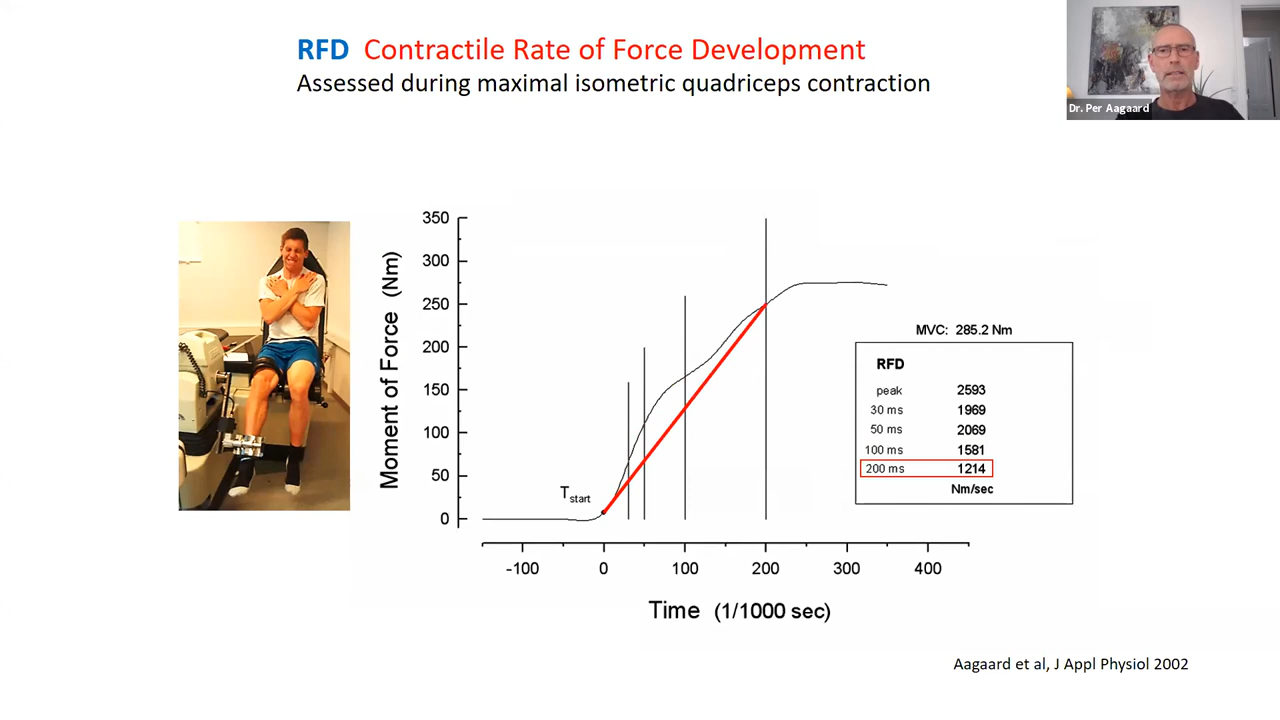 RFD Contractile Rate of Force Development
Assessed during maximal isometric quadriceps contraction
Dr. Per Aagaard
Moment of Force (Nm)
350
300
250
200
150
100
50
0
T start
-100 0 100 200 300 400
Time (1/1000 sec)
MVC: 285.2 Nm
RFD
peak 2593
30 ms 1969
50 ms 2069
100 ms 1581
200 ms 1214
Nm/sec
Aagaard et al, J Appl Physiol 2002